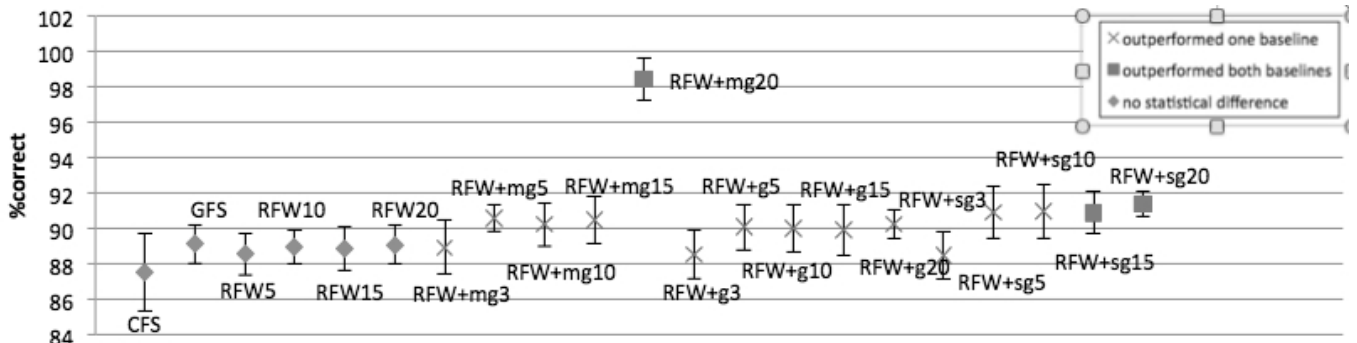 102
100
98
96
94
92
90
88
86
84
%correct
outperformed one baseline
outperformed both baselines
no statistical difference
CFS
GFS
RFW5
RFW10
RFW15
RFW20
RFW+mg3
RFW+mg5
RFW+mg10
RFW+mg15
RFW+mg20
RFW+g3
RFW+g5
RFW+g10
RFW+g15
RFW+g20
RFW+sg3
RFW+sg5
RFW+sg10
RFW+sg15
RFW+sg20